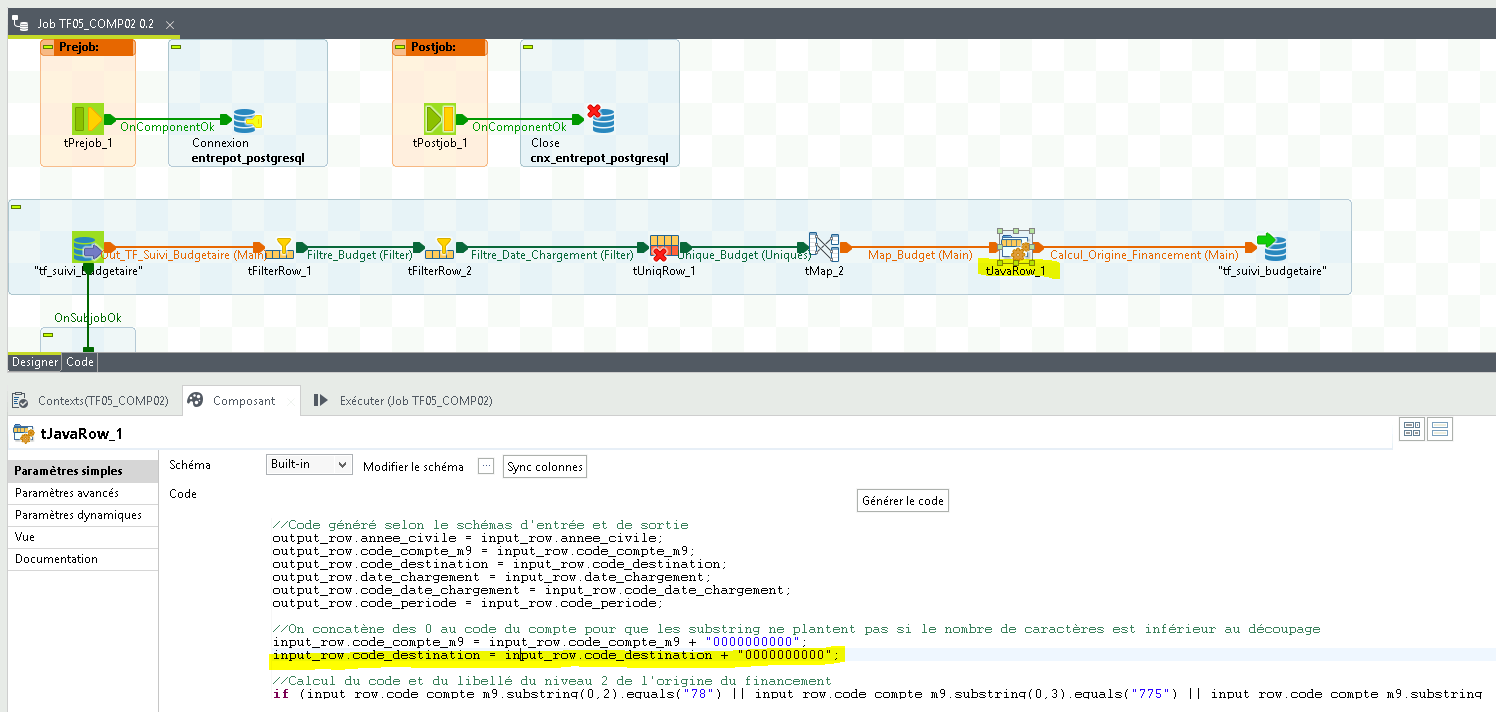 Job TF05_COMP02 0.2
Prejob:
Postjob:
OnComponentOk
OnComponentOk
tPrejob_1
Connexion
entrepot_postgresql
tPostjob_1
Close
cnx_entrepot_postgresql
Out_TF_Suivi_Budgetaire (Main)
Filtre_Budget (Filter)
Filtre_Date_Chargement (Filter)
Unique_Budget (Uniques)
Map_Budget (Main)
Calcul_Origine_Financement (Main)
"tf_suivi_budgetaire"
tFilterRow_1
tFilterRow_2
tUniqRow_1
tMap_2
tJavaRow_1
"tf_suivi_budgetaire"
OnSubjobOk
Designer
Code
Contexts(TF05_COMP02)
Composant
Exécuter (Job TF05_COMP02)
tJavaRow_1
Paramètres simples
Paramètres avancés
Paramètres dynamiques
Vue
Documentation
Schéma
Built-in
Modifier le schéma
...
Sync colonnes
Code
Générer le code
//Code généré selon le schémas d'entrée et de sortie
output_row.annee_civile = input_row.annee_civile;
output_row.code_compte_m9 = input_row.code_compte_m9;
output_row.code_destination = input_row.code_destination;
output_row.date_chargement = input_row.date_chargement;
output_row.code_date_chargement = input_row.code_date_chargement;
output_row.code_periode = input_row.code_periode;
//On concatène des 0 au code du compte pour que les substring ne plantent pas si le nombre de caractères est inférieur au découpage
input_row.code_compte_m9 = input_row.code_compte_m9 + "0000000000";
input_row.code_destination = input_row.code_destination + "0000000000";
//Calcul du code et du libellé du niveau 2 de l'origine du financement
if (input_row.code_compte_m9.substring(0,2).equals("78") || input_row.code_compte_m9.substring(0,3).equals("775") || input_row.code_compte_m9.substring